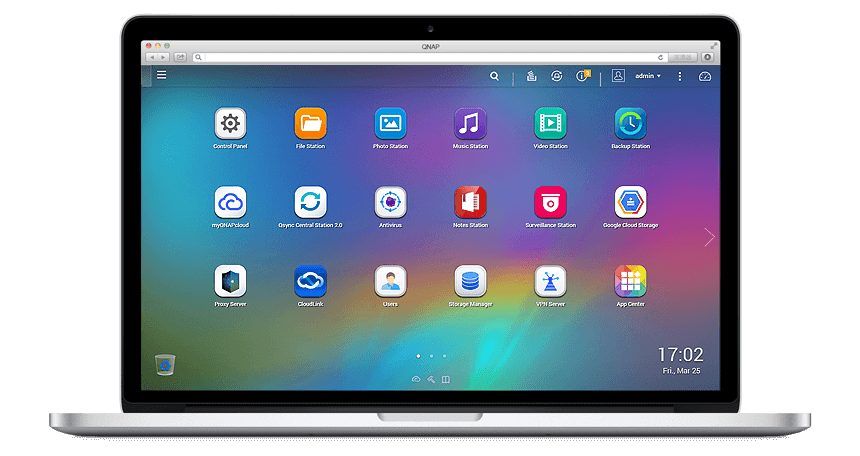 QNAP
admin
Control Panel
File Station
Photo Station
Music Station
Video Station
Backup Station
myQNAPcloud
Qsync Central Station 2.0
Antivirus
Notes Station
Surveillance Station
Google Cloud Storage
Proxy Server
CloudLink
Users
Storage Manager
VPN Server
App Center
17:02
Fri., Mar 25